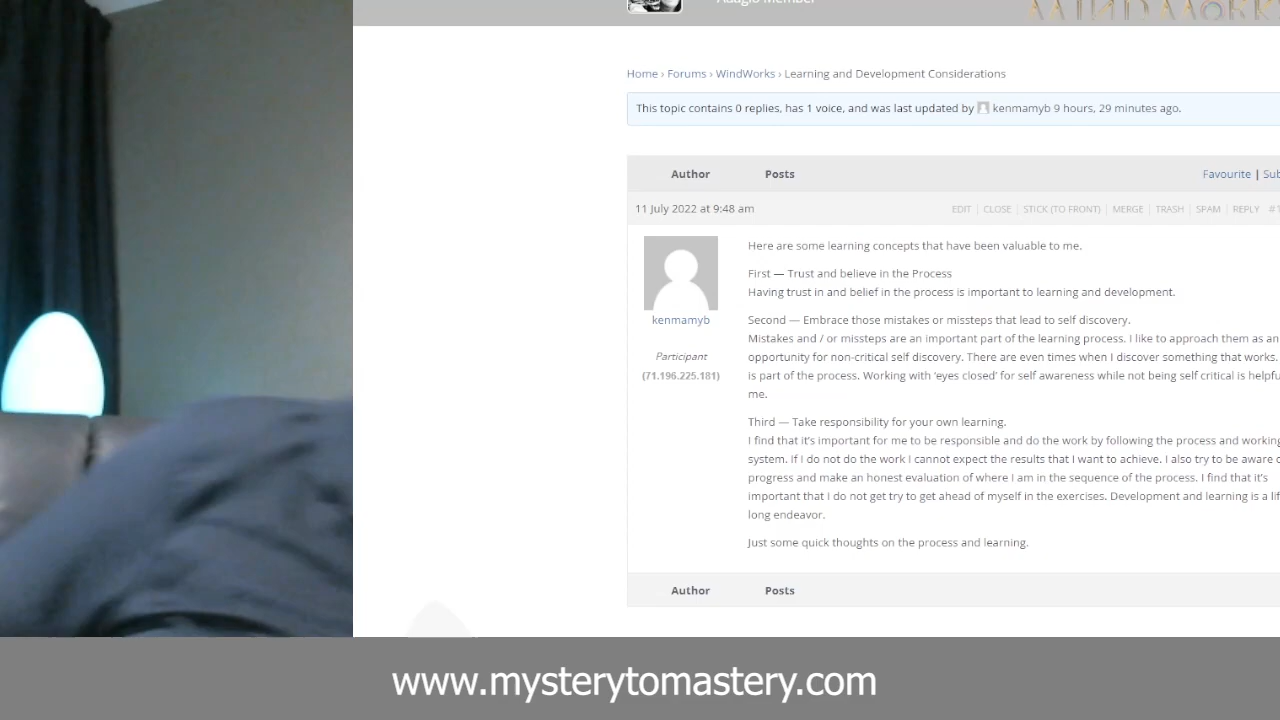 Adagio Member
MINDWORKS
Home › Forums › WindWorks › Learning and Development Considerations
This topic contains 0 replies, has 1 voice, and was last updated by kenmamyb 9 hours, 29 minutes ago.
Author Posts Favourite | Sub
11 July 2022 at 9:48 am EDIT | CLOSE | STICK (TO FRONT) | MERGE | TRASH | SPAM | REPLY #1
Here are some learning concepts that have been valuable to me.
First — Trust and believe in the Process
Having trust in and belief in the process is important to learning and development.
kenmamyb
Participant
(71.196.225.181)
Second — Embrace those mistakes or missteps that lead to self discovery.
Mistakes and / or missteps are an important part of the learning process. I like to approach them as an
opportunity for non-critical self discovery. There are even times when I discover something that works.
is part of the process. Working with 'eyes closed' for self awareness while not being self critical is helpfu
me.
Third — Take responsibility for your own learning.
I find that it's important for me to be responsible and do the work by following the process and working
system. If I do not do the work I cannot expect the results that I want to achieve. I also try to be aware o
progress and make an honest evaluation of where I am in the sequence of the process. I find that it's
important that I do not get try to get ahead of myself in the exercises. Development and learning is a lif
long endeavor.
Just some quick thoughts on the process and learning.
Author Posts
www.mysterytomastery.com